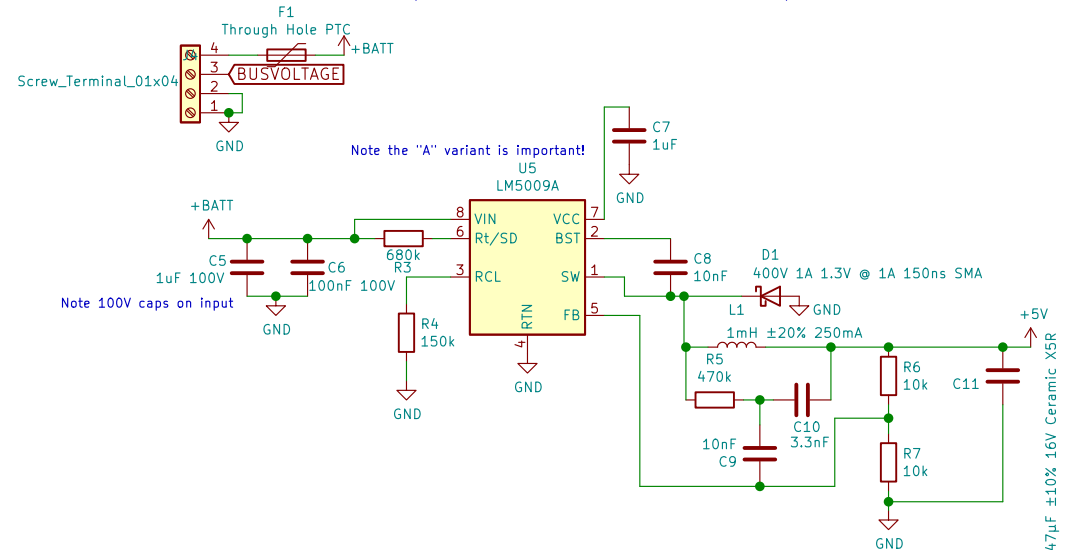 F1
Through Hole PTC
+BATT
4
3
2
1
BUSVOLTAGE
Screw_Terminal_01x04
GND
Note the "A" variant is important!
U5
LM5009A
C7
1uF
GND
+BATT
8
VIN
VCC
7
6
Rt/SD
BST
2
680k
R3
3
RCL
SW
1
FB
5
RTN
4
GND
C5
1uF 100V
C6
100nF 100V
Note 100V caps on input
GND
R4
150k
GND
C8
10nF
D1
400V 1A 1.3V @ 1A 150ns SMA
GND
L1
1mH ±20% 250mA
+5V
R5
470k
R6
10k
C11
47µF ±10% 16V Ceramic X5R
C10
3.3nF
10nF
C9
R7
10k
GND